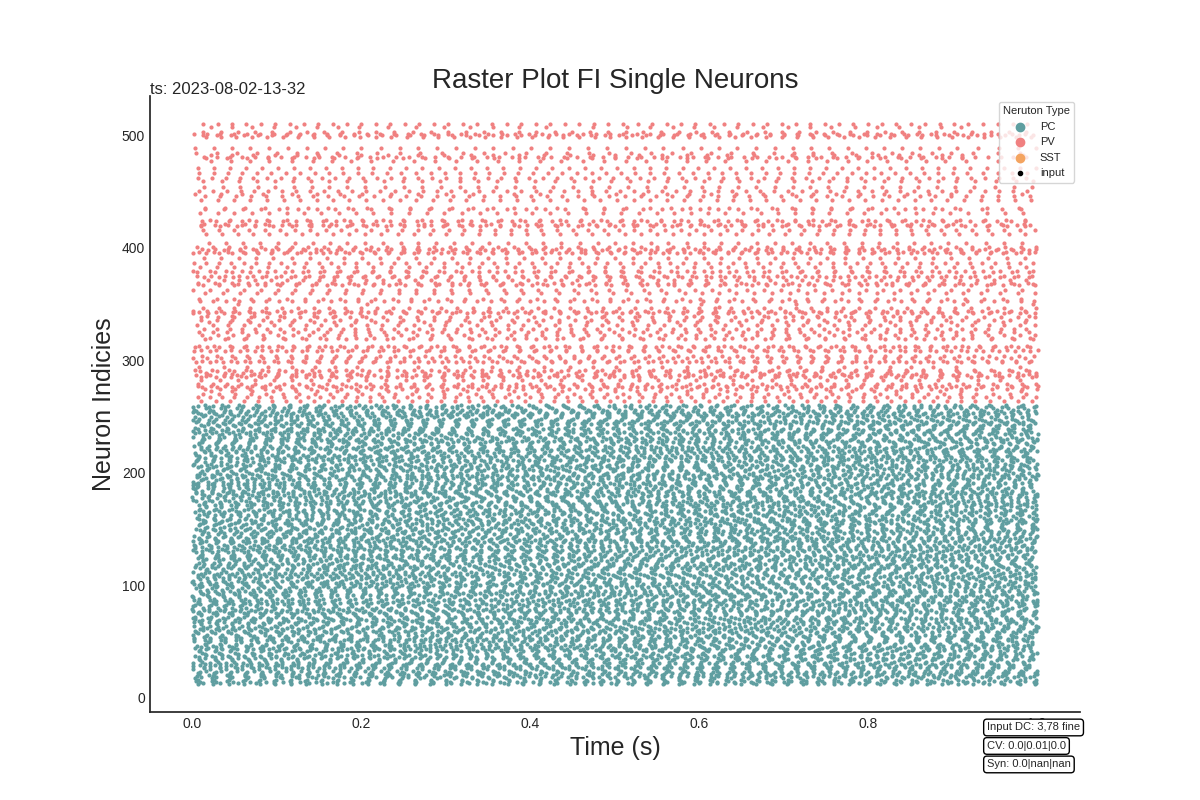 Raster Plot FI Single Neurons
ts: 2023-08-02-13-32
Neruton Type
PC
PV
SST
input
500
400
300
200
100
0
Neuron Indicies
0.0 0.2 0.4 0.6 0.8
Time (s)
Input DC: 3,78 fine
CV: 0.0|0.01|0.0
Syn: 0.0|nan|nan